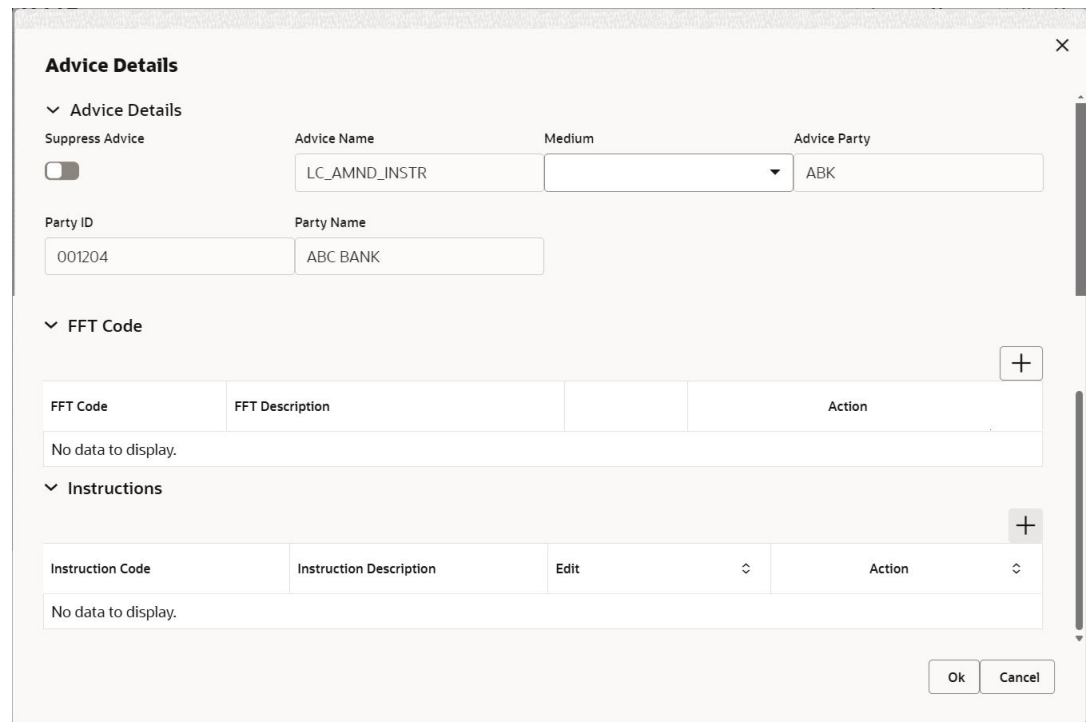 Advice Details
Advice Details
Suppress Advice Advice Name Medium Advice Party
LC_AMND_INSTR ABK
Party ID Party Name
001204 ABC BANK
FFT Code
FFT Code FFT Description Action
No data to display.
Instructions
Instruction Code Instruction Description Edit Action
No data to display.
Ok Cancel